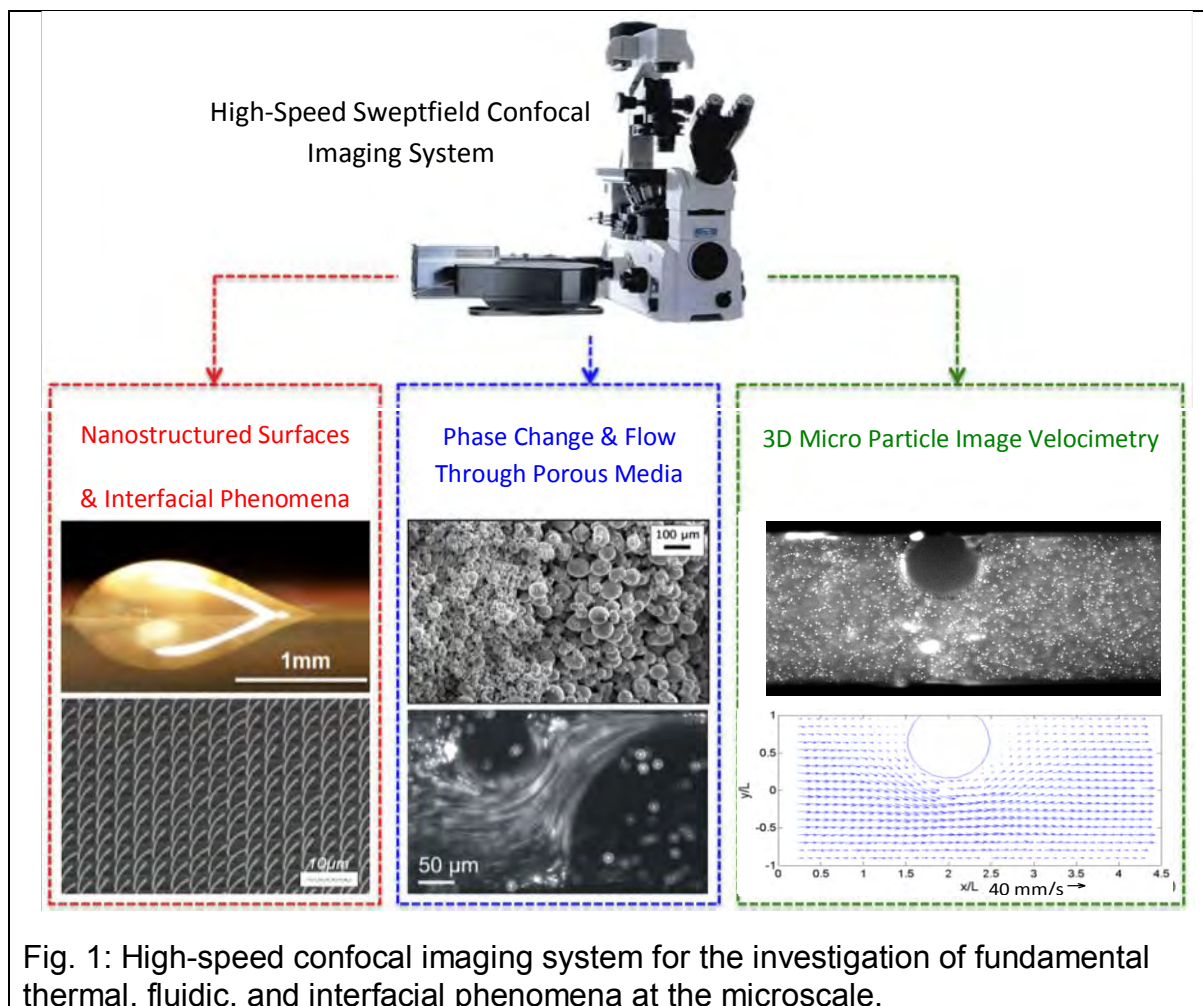 High-Speed Sweptfield Confocal
Imaging System
Nanostructured Surfaces
& Interfacial Phenomena
1mm
10μm
Phase Change & Flow
Through Porous Media
100 μm
50 μm
3D Micro Particle Image Velocimetry
1
0.5
0
-0.5
-1
y/L
0 0.5 1 1.5 2 2.5 3 3.5 4 4.5
x/L 40 mm/s →
Fig. 1: High-speed confocal imaging system for the investigation of fundamental
thermal, fluidic, and interfacial phenomena at the microscale.